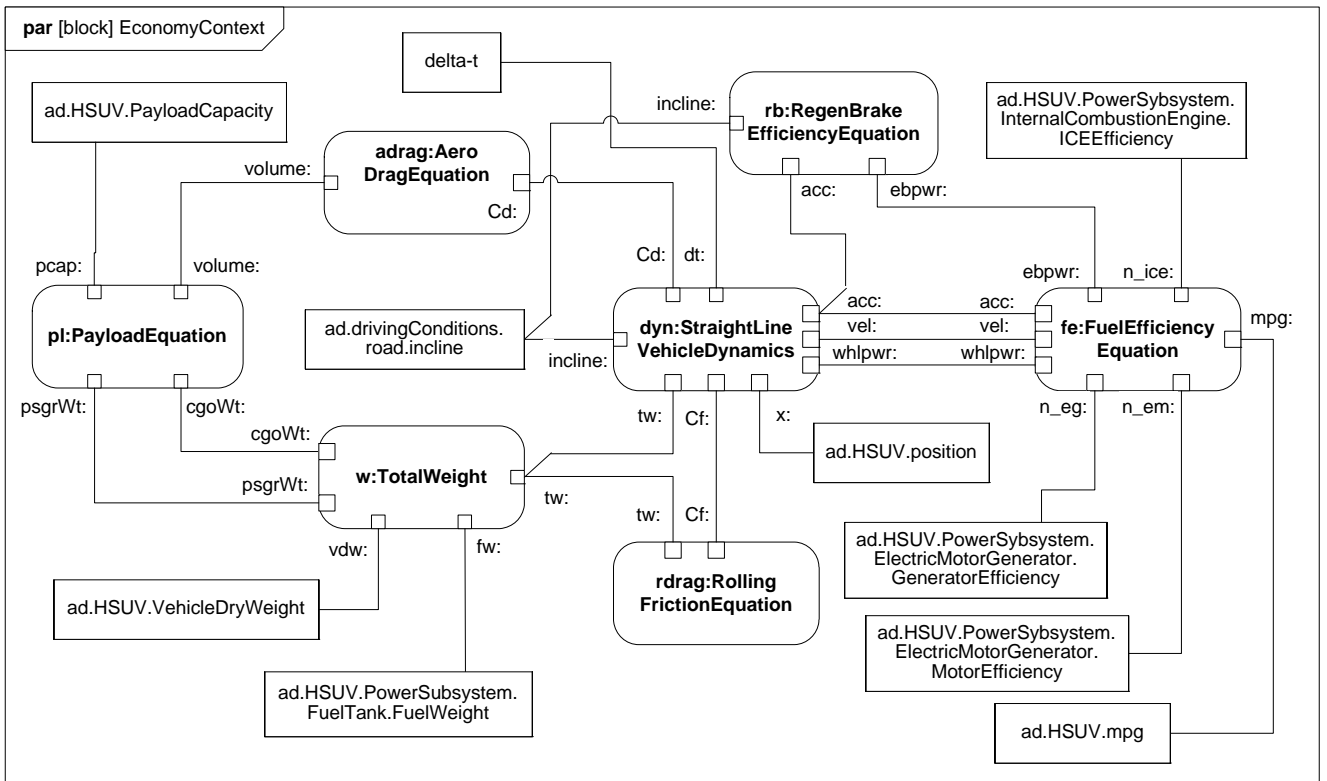 par [block] EconomyContext
delta-t
ad.HSUV.PayloadCapacity
incline:
rb:RegenBrake
EfficiencyEquation
ad.HSUV.PowerSybsystem.
InternalCombustionEngine.
ICEEfficiency
adrag:Aero
DragEquation
volume:
Cd:
acc:
ebpwr:
pcap:
volume:
Cd:
dt:
ebpwr:
n_ice:
pl:PayloadEquation
ad.drivingConditions.
road.incline
incline:
dyn:StraightLine
VehicleDynamics
acc:
vel:
whlpwr:
acc:
vel:
whlpwr:
fe:FuelEfficiency
Equation
mpg:
psgrWt:
cgoWt:
tw:
Cf:
x:
n_eg:
n_em:
cgoWt:
psgrWt:
w:TotalWeight
tw:
ad.HSUV.position
vdw:
fw:
tw:
Cf:
rdrag:Rolling
FrictionEquation
ad.HSUV.PowerSybsystem.
ElectricMotorGenerator.
GeneratorEfficiency
ad.HSUV.VehicleDryWeight
ad.HSUV.PowerSybsystem.
ElectricMotorGenerator.
MotorEfficiency
ad.HSUV.PowerSubsystem.
FuelTank.FuelWeight
ad.HSUV.mpg